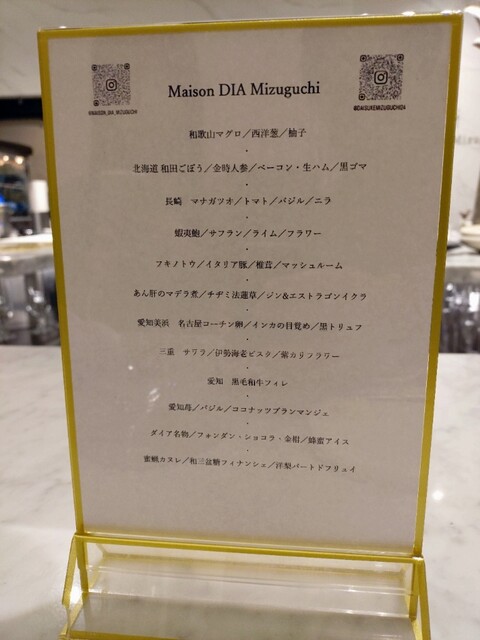 Maison DIA Mizuguchi
@MAISON_DIA_MIZUGUCHI
@DAISUKEMIZUGUCHI24
和歌山マグロ／西洋葱／柚子
・
北海道 和田ごぼう／金時人参／ベーコン・生ハム／黒ゴマ
・
長崎 マナガツオ／トマト／バジル／ニラ
・
蝦夷鮑／サフラン／ライム／フラワー
・
フキノトウ／イタリア豚／椎茸／マッシュルーム
・
あん肝のマデラ煮／チヂミ法蓮草／ジン&エストラゴンイクラ
・
愛知美浜 名古屋コーチン卵／インカの目覚め／黒トリュフ
・
三重 サワラ／伊勢海老ビスク／紫カリフラワー
・
愛知 黒毛和牛フィレ
・
愛知苺／バジル／ココナッツブランマンジェ
・
ダイア名物／フォンダン・ショコラ・金柑／蜂蜜アイス
・
蜜蝋カヌレ／和三盆糖フィナンシェ／洋梨パートドフリュイ